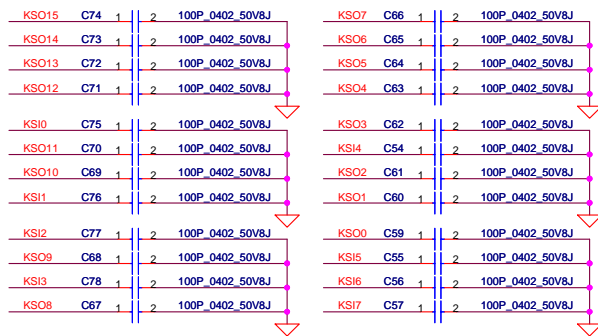 KSO15 C74 1 2 100P_0402_50V8J
KSO14 C73 1 2 100P_0402_50V8J
KSO13 C72 1 2 100P_0402_50V8J
KSO12 C71 1 2 100P_0402_50V8J
KSI0 C75 1 2 100P_0402_50V8J
KSO11 C70 1 2 100P_0402_50V8J
KSO10 C69 1 2 100P_0402_50V8J
KSI1 C76 1 2 100P_0402_50V8J
KSI2 C77 1 2 100P_0402_50V8J
KSO9 C68 1 2 100P_0402_50V8J
KSI3 C78 1 2 100P_0402_50V8J
KSO8 C67 1 2 100P_0402_50V8J
KSO7 C66 1 2 100P_0402_50V8J
KSO6 C65 1 2 100P_0402_50V8J
KSO5 C64 1 2 100P_0402_50V8J
KSO4 C63 1 2 100P_0402_50V8J
KSO3 C62 1 2 100P_0402_50V8J
KSI4 C54 1 2 100P_0402_50V8J
KSO2 C61 1 2 100P_0402_50V8J
KSO1 C60 1 2 100P_0402_50V8J
KSO0 C59 1 2 100P_0402_50V8J
KSI5 C55 1 2 100P_0402_50V8J
KSI6 C56 1 2 100P_0402_50V8J
KSI7 C57 1 2 100P_0402_50V8J